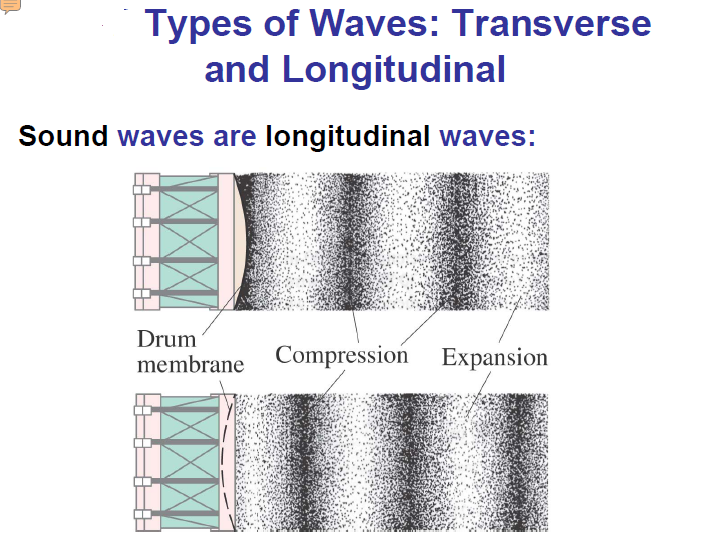 Types of Waves: Transverse
and Longitudinal
Sound waves are longitudinal waves:
Drum
membrane
Compression
Expansion